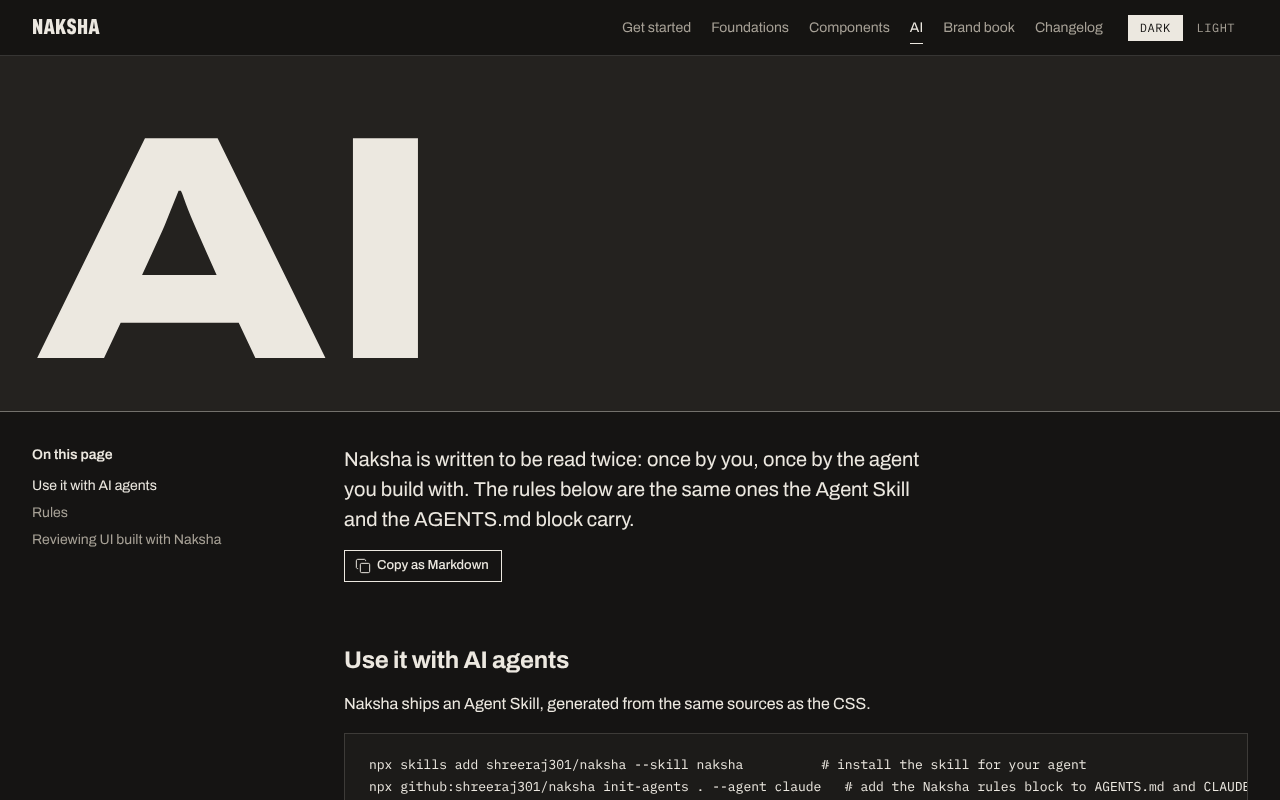 NAKSHA
Get started
Foundations
Components
AI
Brand book
Changelog
DARK
LIGHT
AI
On this page
Use it with AI agents
Rules
Reviewing UI built with Naksha
Naksha is written to be read twice: once by you, once by the agent
you build with. The rules below are the same ones the Agent Skill
and the AGENTS.md block carry.
Copy as Markdown
Use it with AI agents
Naksha ships an Agent Skill, generated from the same sources as the CSS.
npx skills add shreeraj301/naksha --skill naksha          # install the skill for your agent
npx github:shreeraj301/naksha init-agents . --agent claude   # add the Naksha rules block to AGENTS.md and CLAUDE